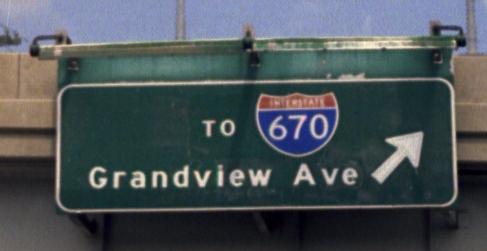 INTERSTATE
TO 670
Grandview Ave